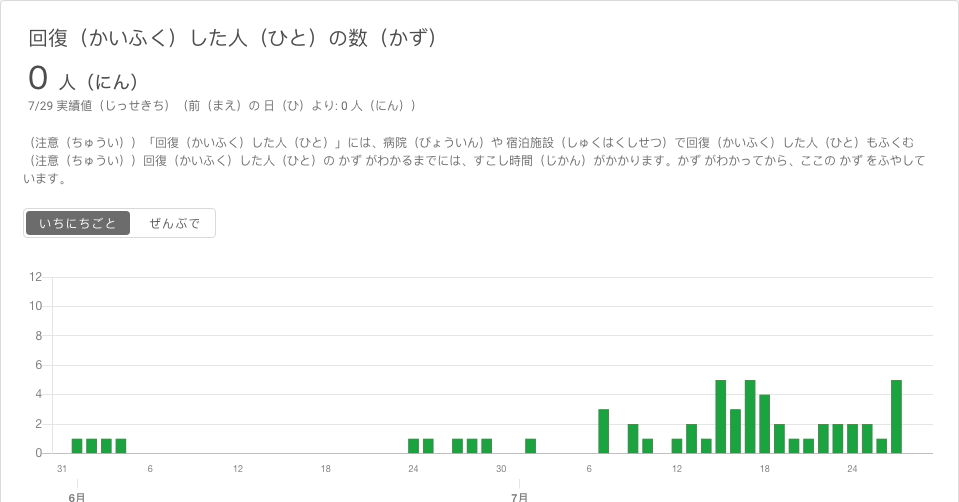 回復（かいふく）した人（ひと）の数（かず）
0 人（にん）
7/29 実績値（じっせきち）（前（まえ）の 日（ひ）より: 0 人（にん））
（注意（ちゅうい））「回復（かいふく）した人（ひと）」には、病院（びょういん）や 宿泊施設（しゅくはくしせつ）で回復（かいふく）した人（ひと）もふくむ
（注意（ちゅうい））回復（かいふく）した人（ひと）の かず がわかるまでには、すこし時間（じかん）がかかります。かず がわかってから、ここの かず をふやして
います。
いちにちごと ぜんぶで
12
10
8
6
4
2
0
31 6 12 18 24 30 6 12 18 24
6月 7月